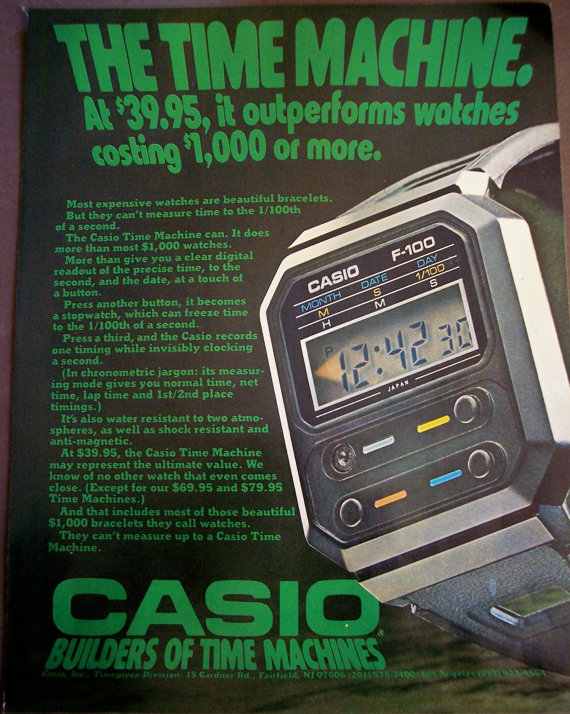 THE TIME MACHINE.
At $39.95, it outperforms watches
costing $1,000 or more.
Most expensive watches are beautiful bracelets.
But they can't measure time to the 1/100th
of a second.
The Casio Time Machine can. It does
more than most $1,000 watches.
More than give you a clear digital
readout of the precise time, to the
second, and the date, at a touch of
a button.
Press another button, it becomes
a stopwatch, which can freeze time
to the 1/100th of a second.
Press a third, and the Casio records
one timing while invisibly clocking
a second.
(In chronometric jargon: its measur-
ing mode gives you normal time, net
time, lap time and 1st/2nd place
timings.)
It's also water resistant to two atmo-
spheres, as well as shock resistant and
anti-magnetic.
At $39.95, the Casio Time Machine
may represent the ultimate value. We
know of no other watch that even comes
close. (Except for our $69.95 and $79.95
Time Machines.)
And that includes most of those beautiful
$1,000 bracelets they call watches.
They can't measure up to a Casio Time
Machine.
CASIO F-100
MONTH DATE DAY
M S 1/100
H M S
P 12:42 30
JAPAN
CASIO
BUILDERS OF TIME MACHINES®
Casio, Inc., Timepiece Division. 15 Gardner Rd., Fairfield, NJ 07006 (201) 575-7400/Los Angeles (213) 923-4564